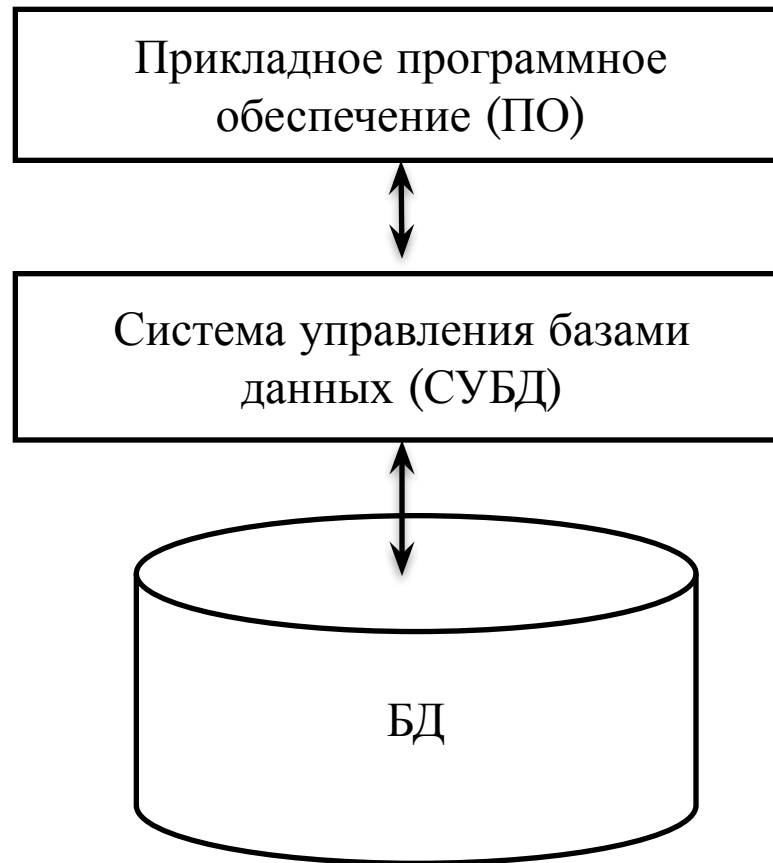 Прикладное программное
обеспечение (ПО)
Система управления базами
данных (СУБД)
БД